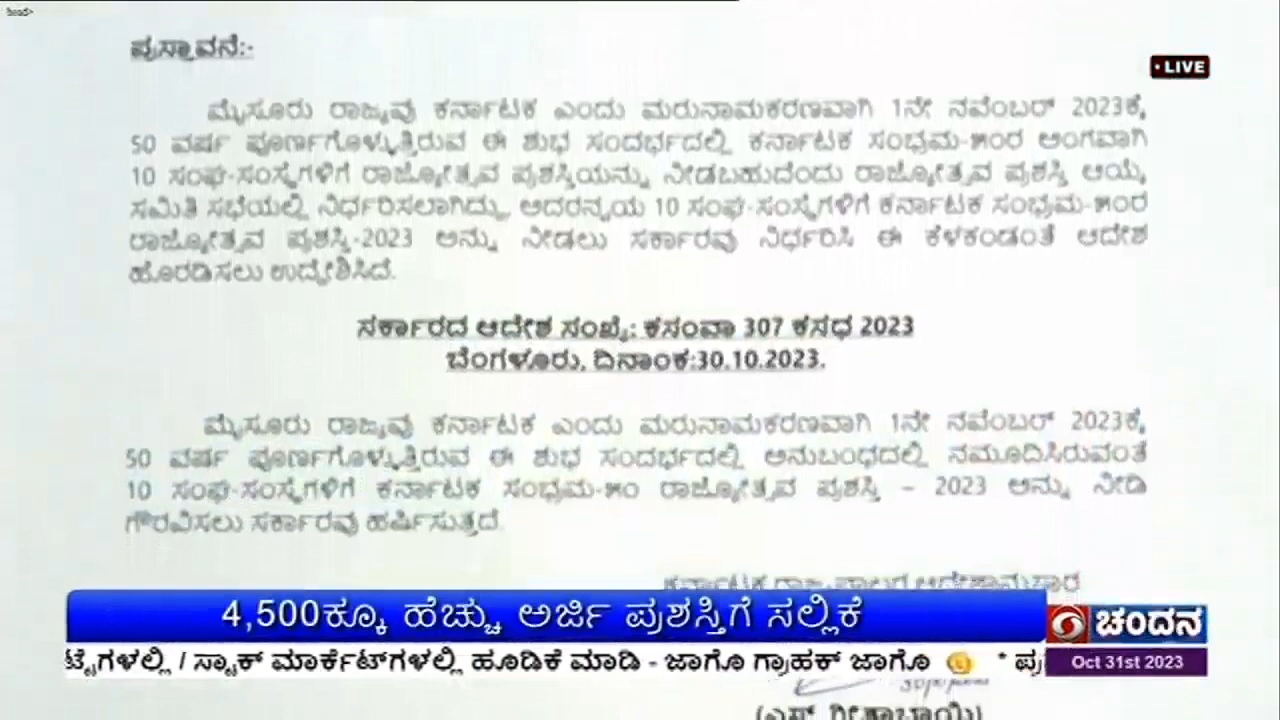 head>
ಪ್ರಸ್ತಾವನೆ:-
LIVE
ಮೈಸೂರು ರಾಜ್ಯವು ಕರ್ನಾಟಕ ಎಂದು ಮರುನಾಮಕರಣವಾಗಿ 1ನೇ ನವೆಂಬರ್ 2023ಕ್ಕೆ
50 ವರ್ಷ ಪೂರ್ಣಗೊಳ್ಳುತ್ತಿರುವ ಈ ಶುಭ ಸಂದರ್ಭದಲ್ಲಿ ಕರ್ನಾಟಕ ಸಂಭ್ರಮ-೫೦ರ ಅಂಗವಾಗಿ
10 ಸಂಘ-ಸಂಸ್ಥೆಗಳಿಗೆ ರಾಜ್ಯೋತ್ಸವ ಪ್ರಶಸ್ತಿಯನ್ನು ನೀಡಬಹುದೆಂದು ರಾಜ್ಯೋತ್ಸವ ಪ್ರಶಸ್ತಿ ಆಯ್ಕೆ
ಸಮಿತಿ ಸಭೆಯಲ್ಲಿ ನಿರ್ಧರಿಸಲಾಗಿದ್ದು, ಅದರನ್ವಯ 10 ಸಂಘ-ಸಂಸ್ಥೆಗಳಿಗೆ ಕರ್ನಾಟಕ ಸಂಭ್ರಮ-೫೦ರ
ರಾಜ್ಯೋತ್ಸವ ಪ್ರಶಸ್ತಿ-2023 ಅನ್ನು ನೀಡಲು ಸರ್ಕಾರವು ನಿರ್ಧರಿಸಿ ಈ ಕೆಳಕಂಡಂತೆ ಆದೇಶ
ಹೊರಡಿಸಲು ಉದ್ದೇಶಿಸಿದೆ.
ಸರ್ಕಾರದ ಆದೇಶ ಸಂಖ್ಯೆ: ಕಸಂವಾ 307 ಕಸಧ 2023
ಬೆಂಗಳೂರು, ದಿನಾಂಕ:30.10.2023.
ಮೈಸೂರು ರಾಜ್ಯವು ಕರ್ನಾಟಕ ಎಂದು ಮರುನಾಮಕರಣವಾಗಿ 1ನೇ ನವೆಂಬರ್ 2023ಕ್ಕೆ
50 ವರ್ಷ ಪೂರ್ಣಗೊಳ್ಳುತ್ತಿರುವ ಈ ಶುಭ ಸಂದರ್ಭದಲ್ಲಿ ಅನುಬಂಧದಲ್ಲಿ ನಮೂದಿಸಿರುವಂತೆ
10 ಸಂಘ-ಸಂಸ್ಥೆಗಳಿಗೆ ಕರ್ನಾಟಕ ಸಂಭ್ರಮ-೫೦ ರಾಜ್ಯೋತ್ಸವ ಪ್ರಶಸ್ತಿ – 2023 ಅನ್ನು ನೀಡಿ
ಗೌರವಿಸಲು ಸರ್ಕಾರವು ಹರ್ಷಿಸುತ್ತದೆ.
4,500ಕ್ಕೂ ಹೆಚ್ಚು ಅರ್ಜಿ ಪ್ರಶಸ್ತಿಗೆ ಸಲ್ಲಿಕೆ
ಚಂದನ
/ ಸ್ಟಾಕ್ ಮಾರ್ಕೆಟ್‌ಗಳಲ್ಲಿ ಹೂಡಿಕೆ ಮಾಡಿ - ಜಾಗೊ ಗ್ರಾಹಕ್ ಜಾಗೊ *
Oct 31st 2023